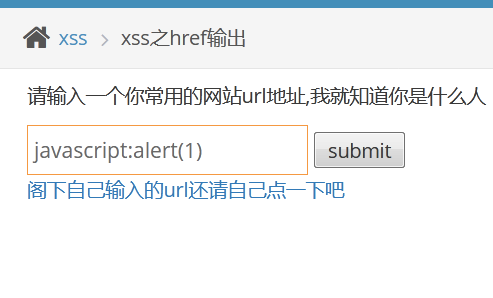 xss > xss之href输出
请输入一个你常用的网站url地址,我就知道你是什么人
javascript:alert(1) submit
阁下自己输入的url还请自己点一下吧